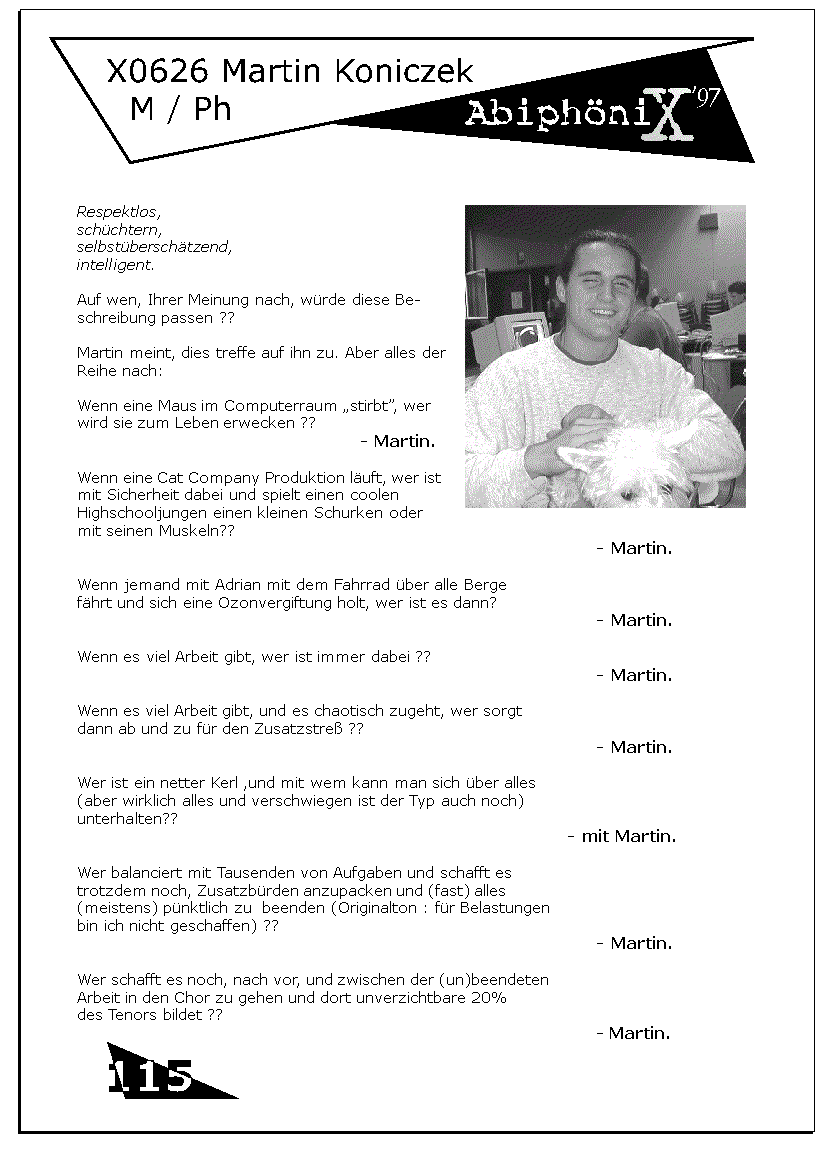 X0626 Martin Koniczek
M / Ph
AbiphöniX '97
Respektlos,
schüchtern,
selbstüberschätzend,
intelligent.
Auf wen, Ihrer Meinung nach, würde diese Be-
schreibung passen ??
Martin meint, dies treffe auf ihn zu. Aber alles der
Reihe nach:
Wenn eine Maus im Computerraum „stirbt”, wer
wird sie zum Leben erwecken ??
- Martin.
Wenn eine Cat Company Produktion läuft, wer ist
mit Sicherheit dabei und spielt einen coolen
Highschooljungen einen kleinen Schurken oder
mit seinen Muskeln??
- Martin.
Wenn jemand mit Adrian mit dem Fahrrad über alle Berge
fährt und sich eine Ozonvergiftung holt, wer ist es dann?
- Martin.
Wenn es viel Arbeit gibt, wer ist immer dabei ??
- Martin.
Wenn es viel Arbeit gibt, und es chaotisch zugeht, wer sorgt
dann ab und zu für den Zusatzstreß ??
- Martin.
Wer ist ein netter Kerl ,und mit wem kann man sich über alles
(aber wirklich alles und verschwiegen ist der Typ auch noch)
unterhalten??
- mit Martin.
Wer balanciert mit Tausenden von Aufgaben und schafft es
trotzdem noch, Zusatzbürden anzupacken und (fast) alles
(meistens) pünktlich zu beenden (Originalton : für Belastungen
bin ich nicht geschaffen) ??
- Martin.
Wer schafft es noch, nach vor, und zwischen der (un)beendeten
Arbeit in den Chor zu gehen und dort unverzichtbare 20%
des Tenors bildet ??
- Martin.
115